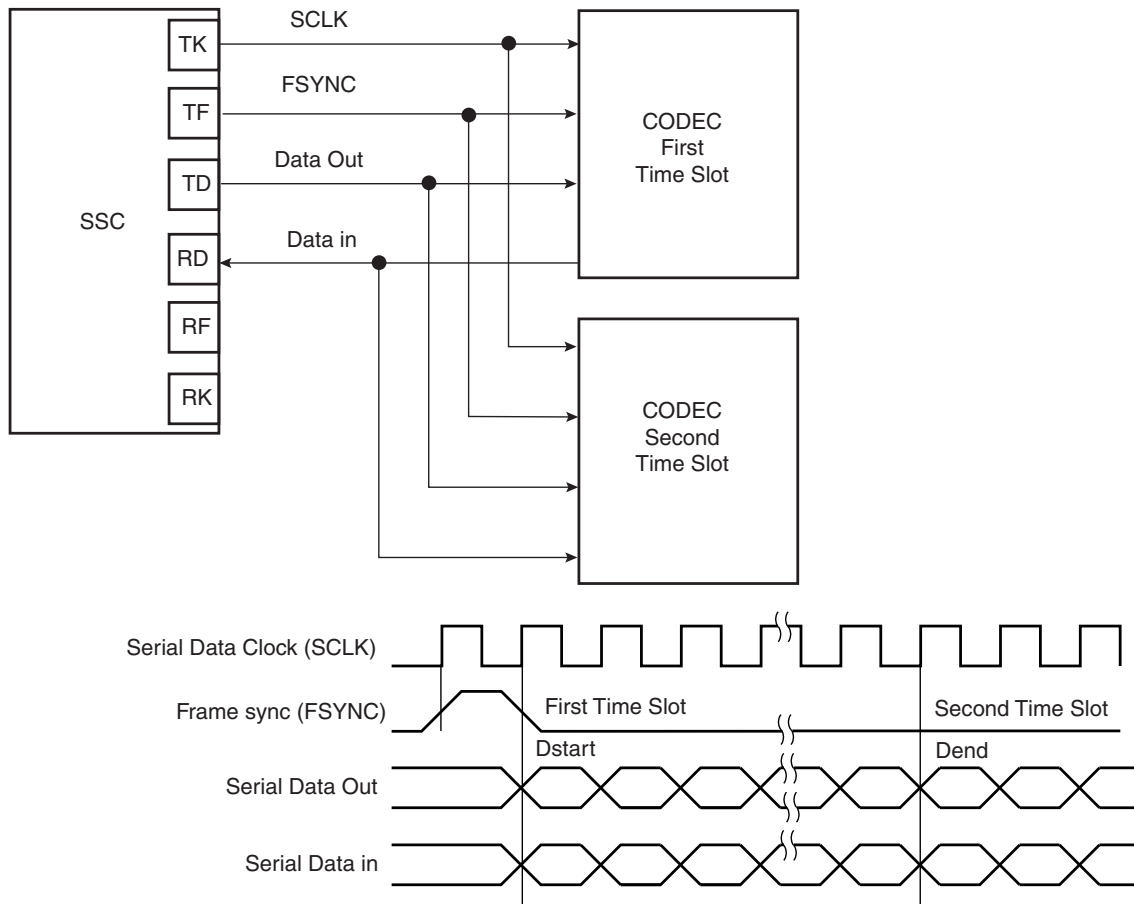 SSC
TK
TF
TD
RD
RF
RK
SCLK
FSYNC
Data Out
Data in
CODEC
First
Time Slot
CODEC
Second
Time Slot
Serial Data Clock (SCLK)
Frame sync (FSYNC)
First Time Slot
Second Time Slot
Dstart
Dend
Serial Data Out
Serial Data in